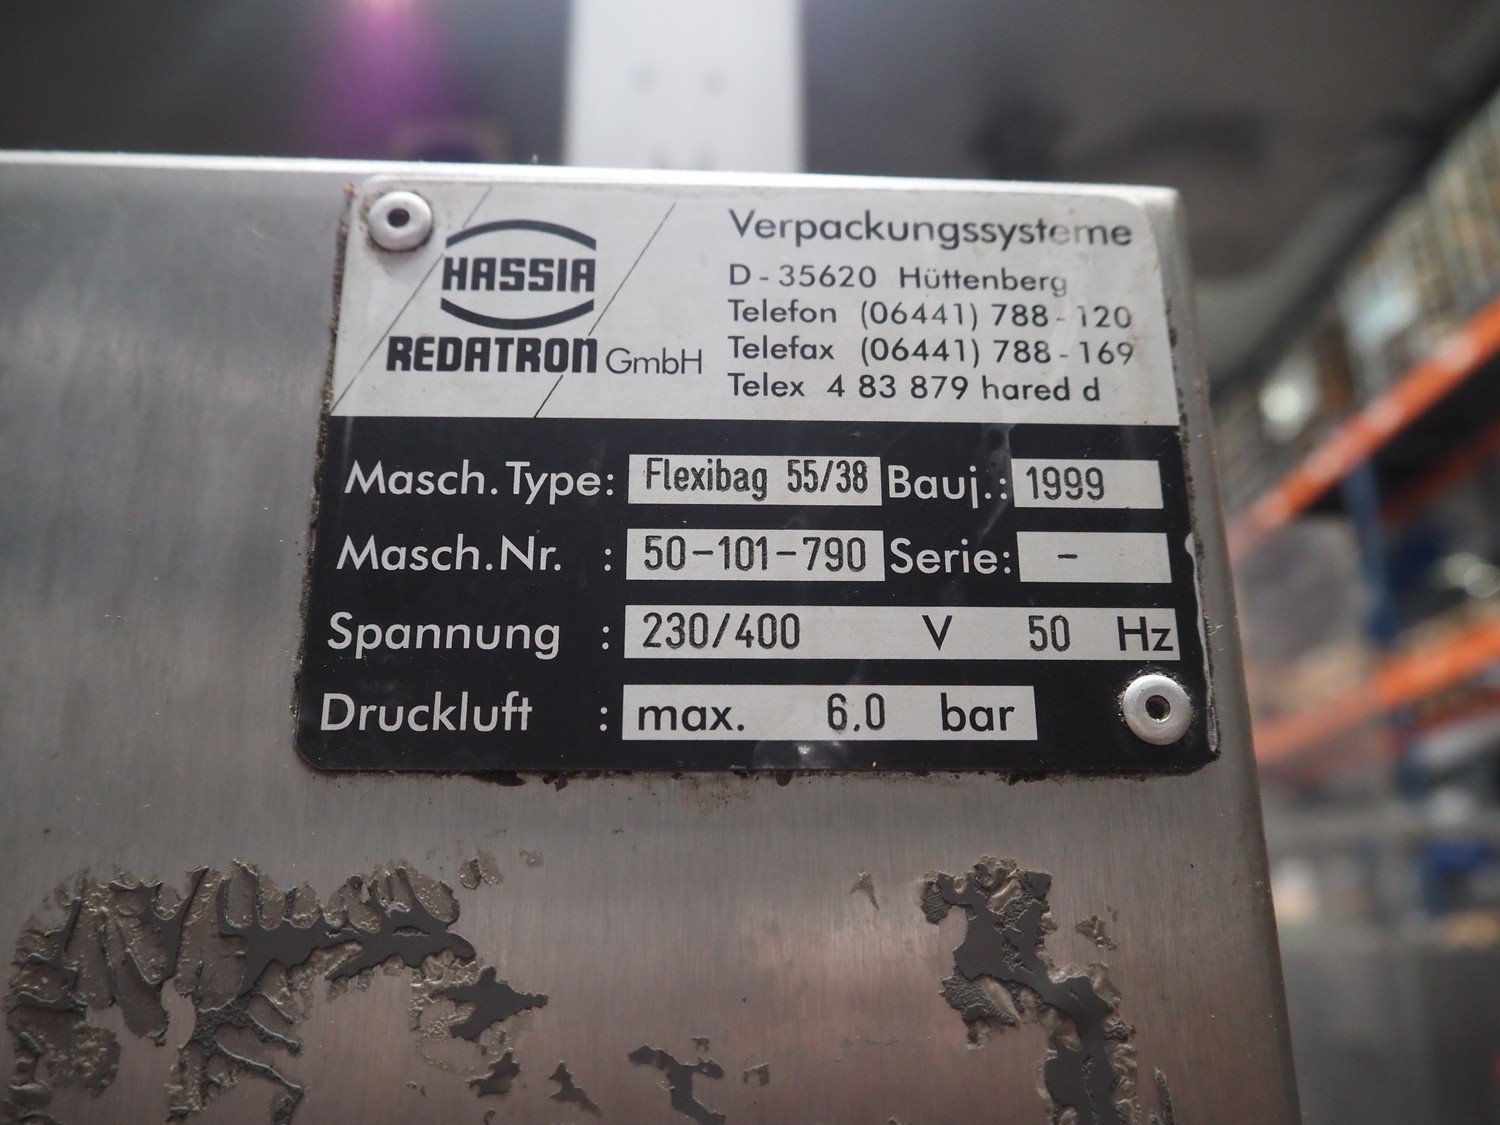 HASSIA
REDATRON GmbH
Verpackungssysteme
D - 35620 Hüttenberg
Telefon (06441) 788 - 120
Telefax (06441) 788 - 169
Telex 4 83 879 hared d
Masch. Type: Flexibag 55/38 Bauj.: 1999
Masch. Nr. : 50-101-790 Serie: -
Spannung : 230/400 V 50 Hz
Druckluft : max. 6.0 bar